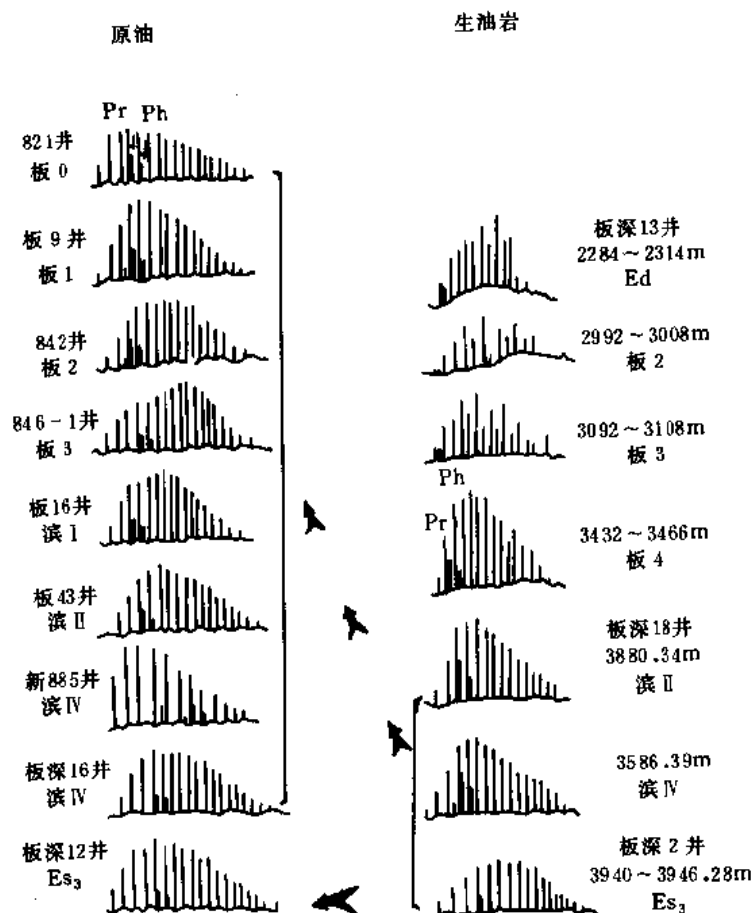 原油
生油岩
Pr Ph
821井
板 0
板 9 井
板 1
842井
板 2
846-1井
板 3
板16井
滨 I
板43井
滨 II
新885井
滨 IV
板深16井
滨 IV
板深12井
Es₃
板深13井
2284～2314m
Ed
2992～3008m
板 2
3092～3108m
板 3
Ph
Pr
3432～3466m
板 4
板深18井
3880.34m
滨 II
3586.39m
滨 IV
板深 2 井
3940～3946.28m
Es₃